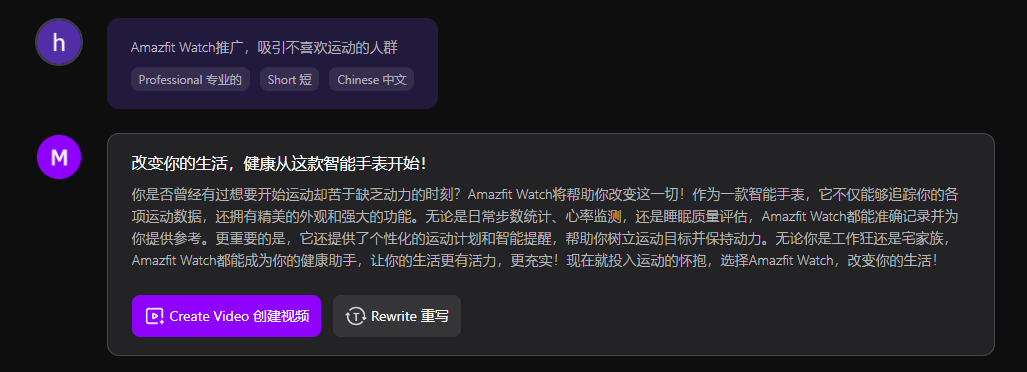 h
Amazfit Watch推广，吸引不喜欢运动的人群
Professional 专业的 Short 短 Chinese 中文
M
改变你的生活，健康从这款智能手表开始！
你是否曾经有过想要开始运动却苦于缺乏动力的时刻？Amazfit Watch将帮助你改变这一切！作为一款智能手表，它不仅能够追踪你的各
项运动数据，还拥有精美的外观和强大的功能。无论是日常步数统计、心率监测，还是睡眠质量评估，Amazfit Watch都能准确记录并为
你提供参考。更重要的是，它还提供了个性化的运动计划和智能提醒，帮助你树立运动目标并保持动力。无论你是工作狂还是宅家族，
Amazfit Watch都能成为你的健康助手，让你的生活更有活力，更充实！现在就投入运动的怀抱，选择Amazfit Watch，改变你的生活！
Create Video 创建视频 Rewrite 重写